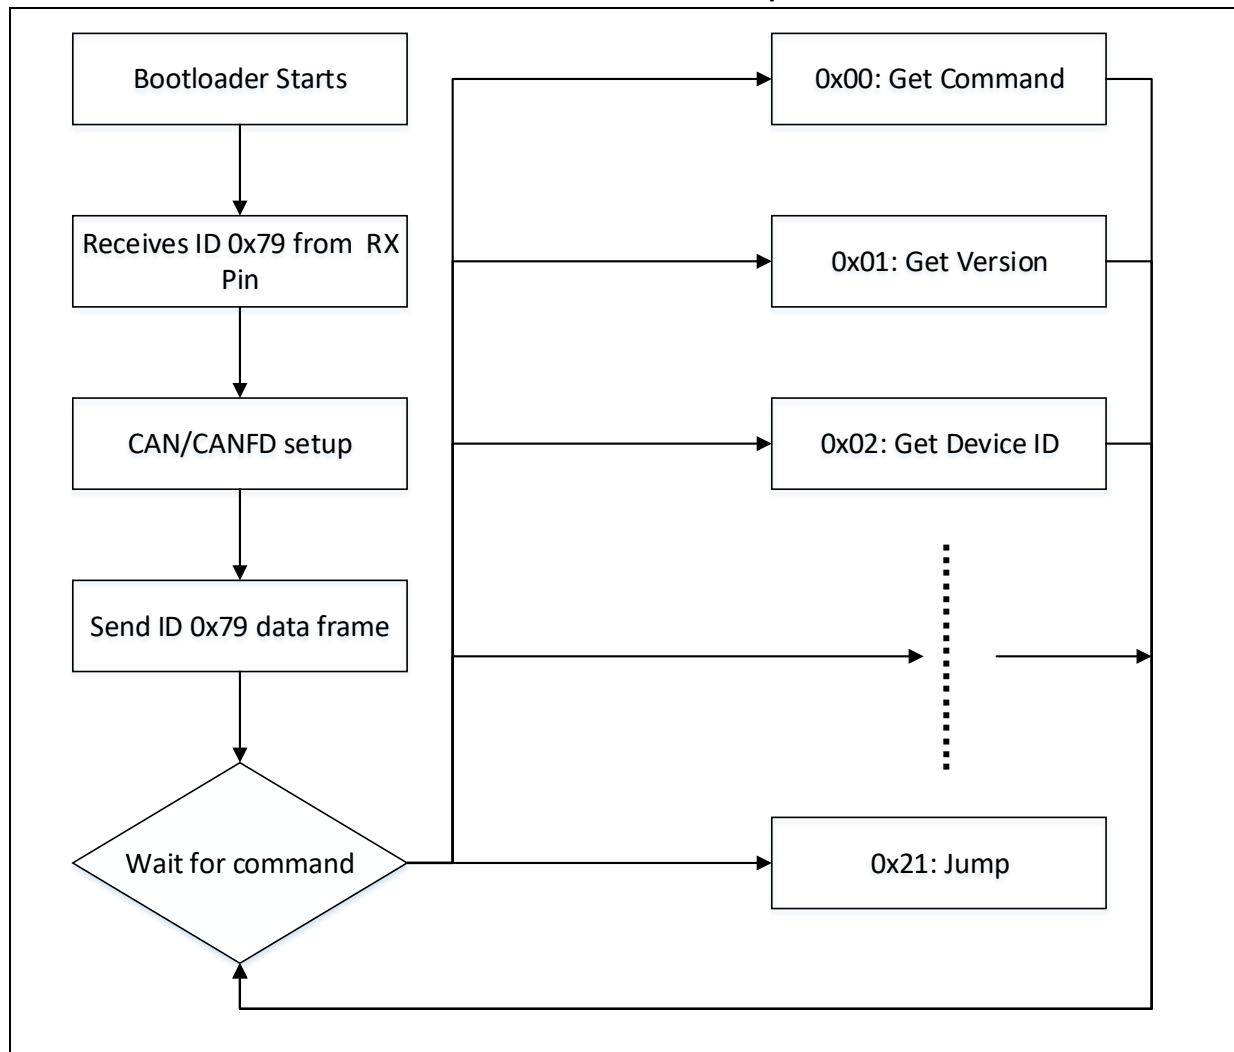 Bootloader Starts
Receives ID 0x79 from RX
Pin
CAN/CANFD setup
Send ID 0x79 data frame
Wait for command
0x00: Get Command
0x01: Get Version
0x02: Get Device ID
0x21: Jump